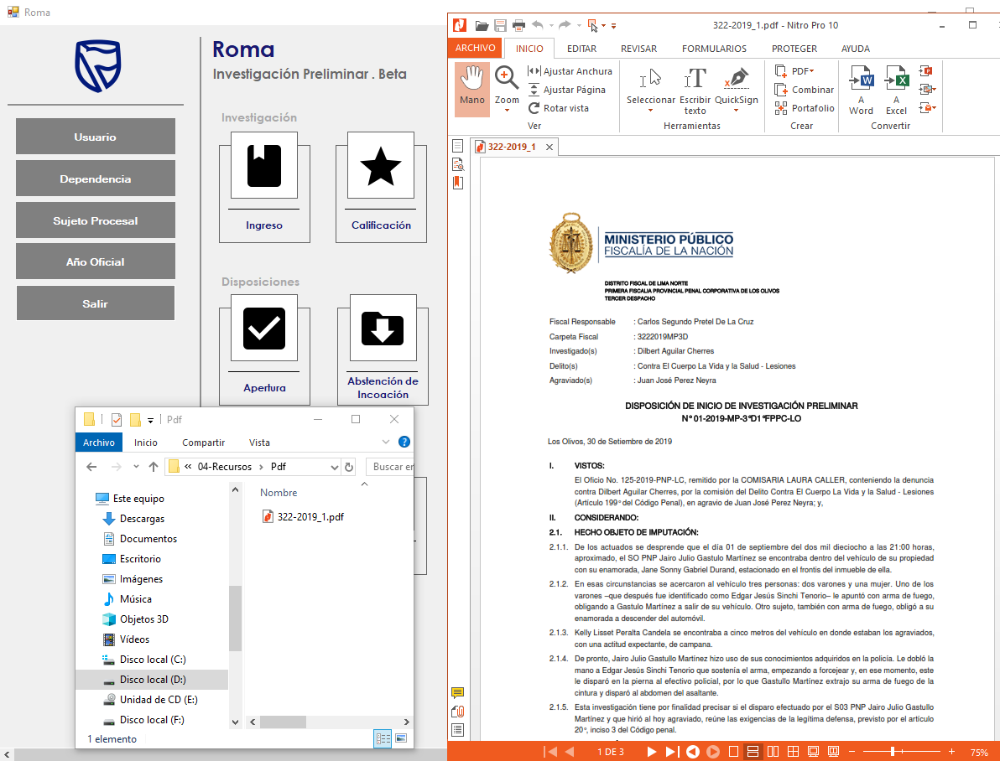 Roma
Roma
Investigación Preliminar . Beta
Usuario
Dependencia
Sujeto Procesal
Año Oficial
Salir
Investigación
Ingreso
Calificación
Disposiciones
Apertura
Abstención de
Incoación
Pdf
Archivo
Inicio
Compartir
Vista
« 04-Recursos › Pdf
Buscar en
Este equipo
Descargas
Documentos
Escritorio
Imágenes
Música
Objetos 3D
Vídeos
Disco local (C:)
Disco local (D:)
Unidad de CD (E:)
Disco local (F:)
Nombre
322-2019_1.pdf
1 elemento
322-2019_1.pdf - Nitro Pro 10
ARCHIVO
INICIO
EDITAR
REVISAR
FORMULARIOS
PROTEGER
AYUDA
Mano
Zoom
Ajustar Anchura
Ajustar Página
Rotar vista
Ver
Seleccionar
Escribir
texto
QuickSign
Herramientas
PDF
Combinar
Portafolio
Crear
A
Word
A
Excel
Convertir
322-2019_1
MINISTERIO PÚBLICO
FISCALÍA DE LA NACIÓN
DISTRITO FISCAL DE LIMA NORTE
PRIMERA FISCALIA PROVINCIAL PENAL CORPORATIVA DE LOS OLIVOS
TERCER DESPACHO
Fiscal Responsable : Carlos Segundo Pretel De La Cruz
Carpeta Fiscal : 3222019MP3D
Investigado(s) : Dilbert Aguilar Cherres
Delito(s) : Contra El Cuerpo La Vida y la Salud - Lesiones
Agraviado(s) : Juan José Perez Neyra
DISPOSICIÓN DE INICIO DE INVESTIGACIÓN PRELIMINAR
N° 01-2019-MP-3°D1°FPPC-LO
Los Olivos, 30 de Setiembre de 2019
I. VISTOS:
El Oficio No. 125-2019-PNP-LC, remitido por la COMISARIA LAURA CALLER, conteniendo la denuncia
contra Dilbert Aguilar Cherres, por la comisión del Delito Contra El Cuerpo La Vida y la Salud - Lesiones
(Artículo 199° del Código Penal), en agravio de Juan José Perez Neyra; y,
II. CONSIDERANDO:
2.1. HECHO OBJETO DE IMPUTACIÓN:
2.1.1. De los actuados se desprende que el día 01 de septiembre del dos mil dieciocho a las 21:00 horas,
aproximado, el SO PNP Jairo Julio Gastulo Martínez se encontraba dentro del vehículo de su propiedad
con su enamorada, Jane Sonny Gabriel Durand, estacionado en el frontis del inmueble de ella.
2.1.2. En esas circunstancias se acercaron al vehículo tres personas: dos varones y una mujer. Uno de los
varones –que después fue identificado como Edgar Jesús Sinchi Tenorio– le apuntó con arma de fuego,
obligando a Gastulo Martínez a salir de su vehículo. Otro sujeto, también con arma de fuego, obligó a su
enamorada a descender del automóvil.
2.1.3. Kelly Lisset Peralta Candela se encontraba a cinco metros del vehículo en donde estaban los agraviados,
con una actitud expectante, de campana.
2.1.4. De pronto, Jairo Julio Gastullo Martínez hizo uso de sus conocimientos adquiridos en la policía. Le dobló la
mano a Edgar Jesús Sinchi Tenorio que sostenía el arma, empezando a forcejear y, en ese momento, este
le disparó en la pierna al efectivo policial, por lo que Gastullo Martínez extrajo su arma de fuego de la
cintura y disparó al abdomen del asaltante.
2.1.5. Esta investigación tiene por finalidad precisar si el disparo efectuado por el S03 PNP Jairo Julio Gastullo
Martínez y que hirió al hoy agraviado, reúne las exigencias de la legítima defensa, previsto por el artículo
20°, inciso 3 del Código penal.
1 DE 3
75%